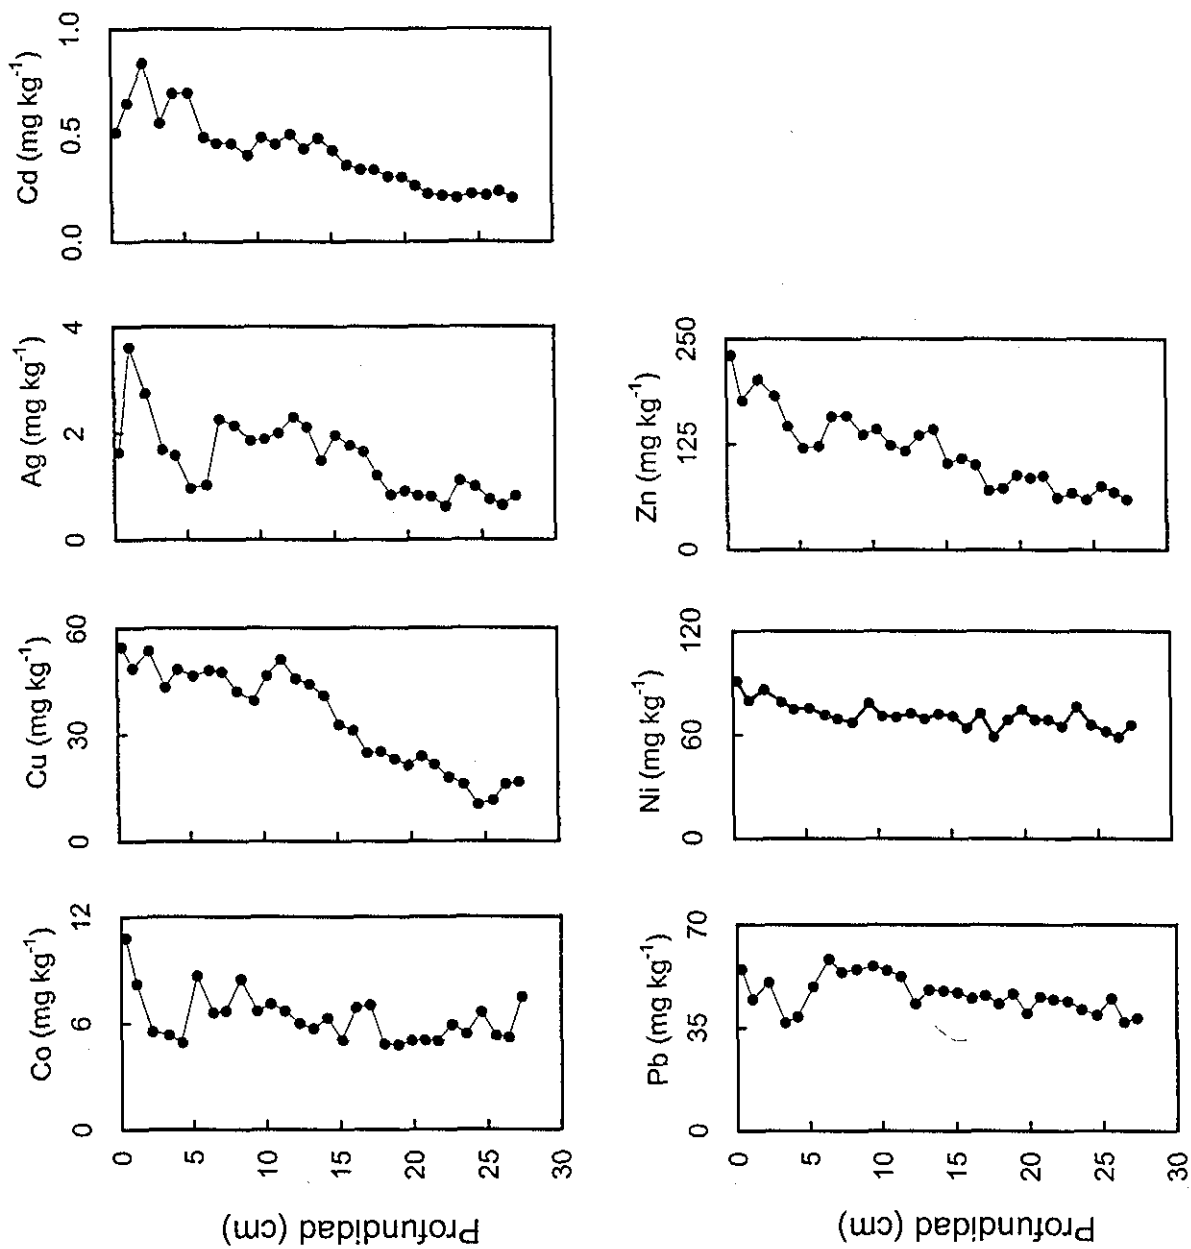 Co (mg kg⁻¹)
Cu (mg kg⁻¹)
Ag (mg kg⁻¹)
Cd (mg kg⁻¹)
0 6 12
0 30 60
0 2 4
0.0 0.5 1.0
Profundidad (cm)
0
5
10
15
20
25
30
Pb (mg kg⁻¹)
Ni (mg kg⁻¹)
Zn (mg kg⁻¹)
0 35 70
0 60 120
0 125 250
Profundidad (cm)
0
5
10
15
20
25
30